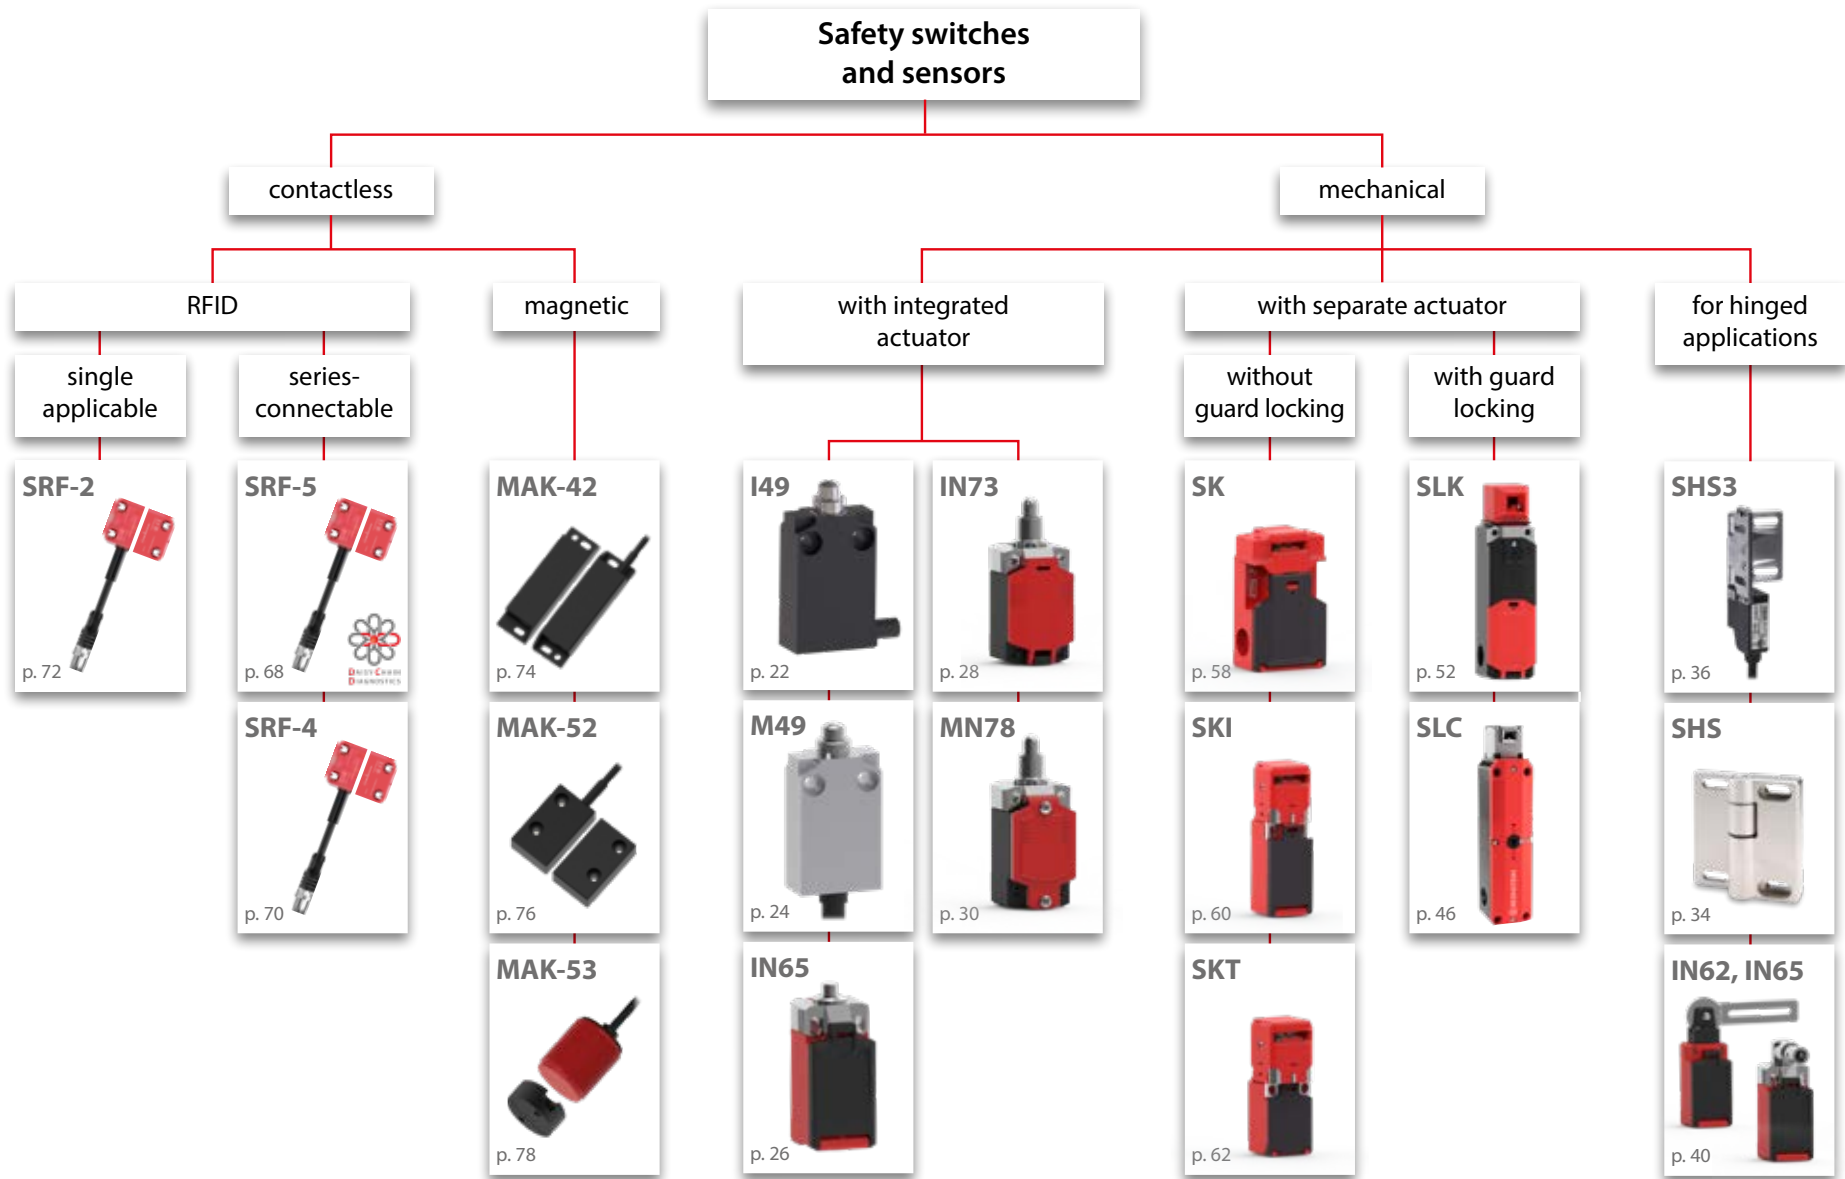 Safety switches
and sensors
contactless
mechanical
RFID
magnetic
with integrated
actuator
with separate actuator
for hinged
applications
single
applicable
series-
connectable
without
guard locking
with guard
locking
SRF-2
p. 72
SRF-5
DAISY CHAIN
DIAGNOSTICS
p. 68
MAK-42
p. 74
I49
p. 22
IN73
p. 28
SK
p. 58
SLK
p. 52
SHS3
p. 36
SRF-4
p. 70
MAK-52
p. 76
M49
p. 24
MN78
p. 30
SKI
p. 60
SLC
p. 46
SHS
p. 34
MAK-53
p. 78
IN65
p. 26
SKT
p. 62
IN62, IN65
p. 40